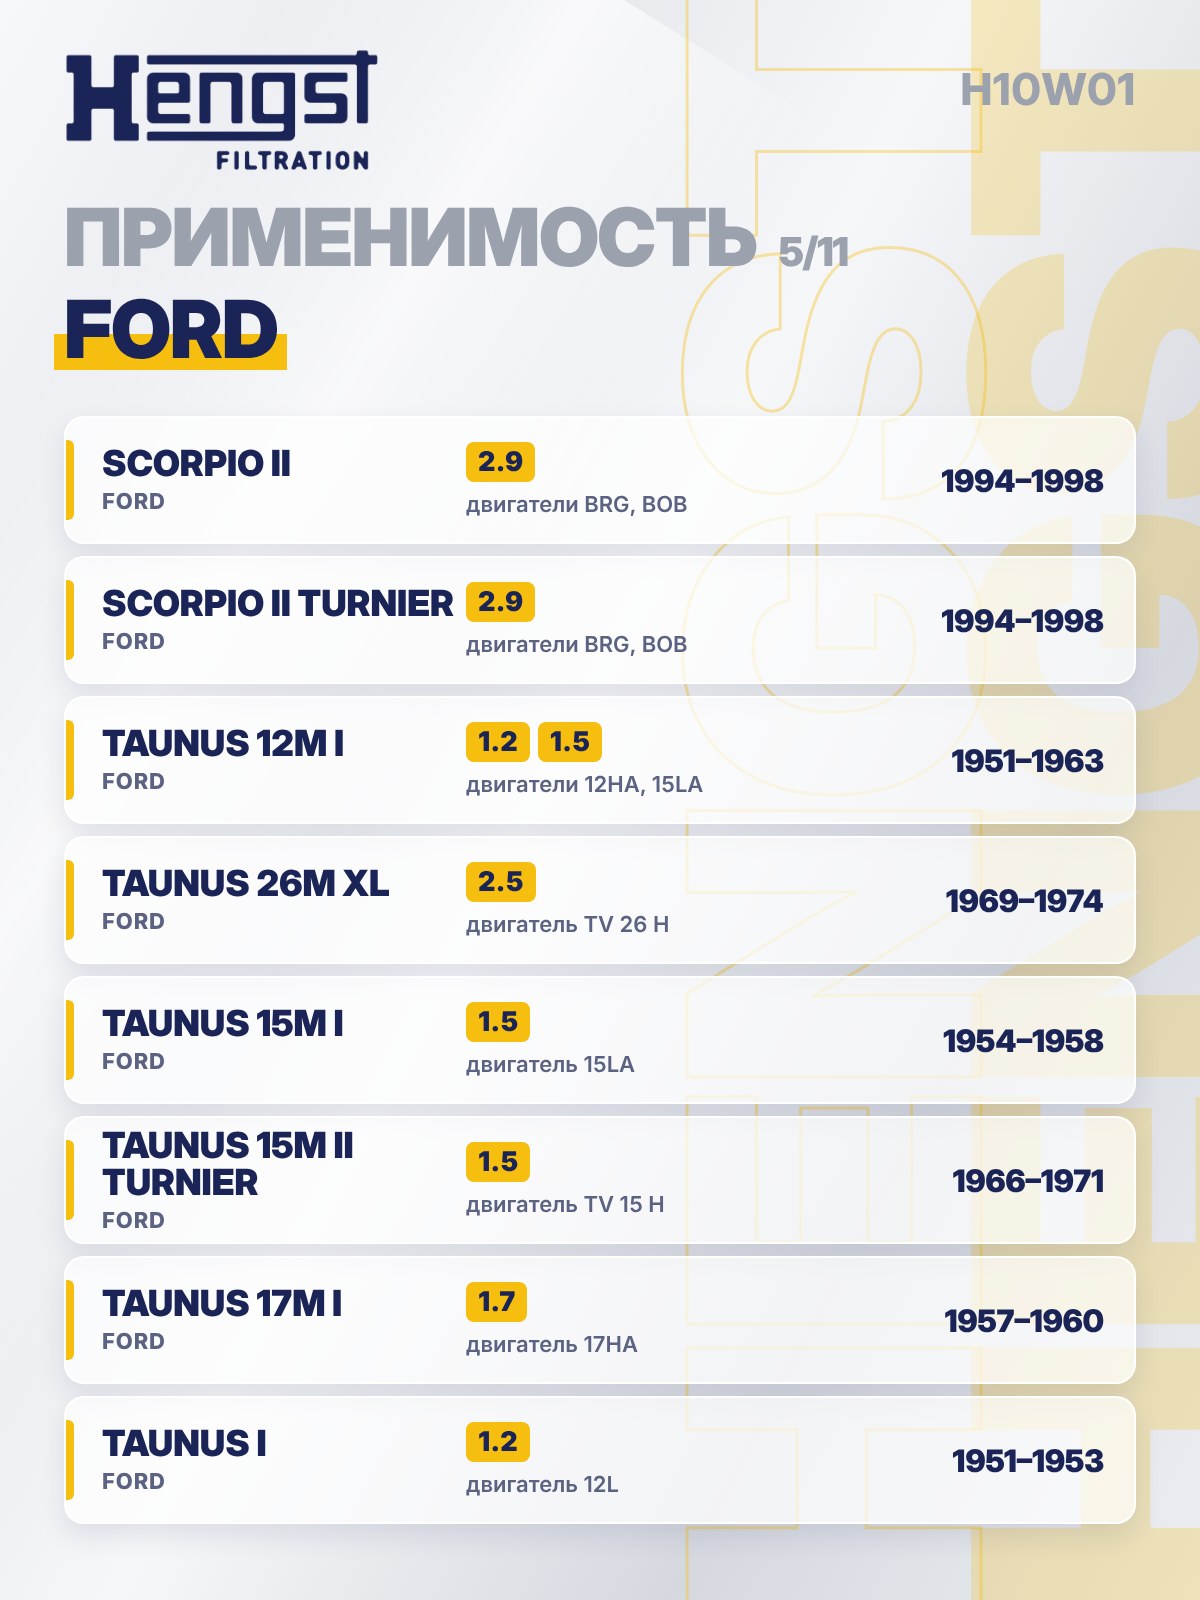 Hengst
FILTRATION
H10W01
ПРИМЕНИМОСТЬ 5/11
FORD
SCORPIO II
FORD
2.9
двигатели BRG, BOB
1994–1998
SCORPIO II TURNIER
FORD
2.9
двигатели BRG, BOB
1994–1998
TAUNUS 12M I
FORD
1.2 1.5
двигатели 12HA, 15LA
1951–1963
TAUNUS 26M XL
FORD
2.5
двигатель TV 26 H
1969–1974
TAUNUS 15M I
FORD
1.5
двигатель 15LA
1954–1958
TAUNUS 15M II
TURNIER
FORD
1.5
двигатель TV 15 H
1966–1971
TAUNUS 17M I
FORD
1.7
двигатель 17HA
1957–1960
TAUNUS I
FORD
1.2
двигатель 12L
1951–1953
HENGST
HENGST